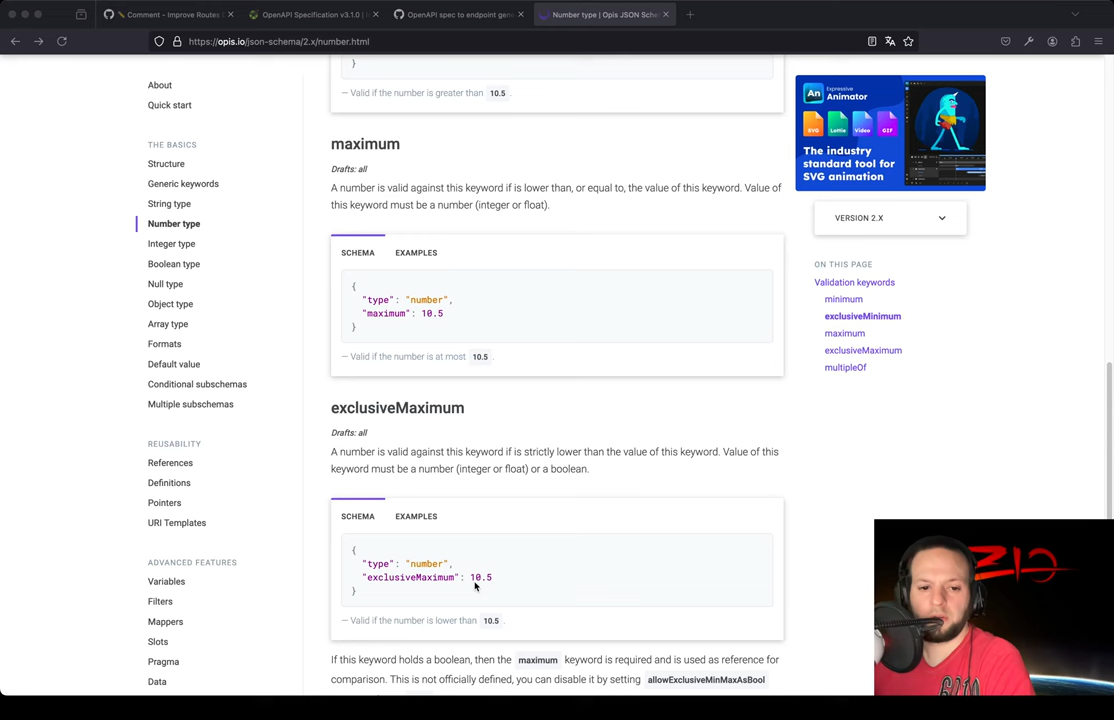 Comment - Improve Routes
OpenAPI Specification v3.1.0 |
OpenAPI spec to endpoint gene
Number type | Opis JSON Sche
https://opis.io/json-schema/2.x/number.html
About
Quick start
THE BASICS
Structure
Generic keywords
String type
Number type
Integer type
Boolean type
Null type
Object type
Array type
Formats
Default value
Conditional subschemas
Multiple subschemas
REUSABILITY
References
Definitions
Pointers
URI Templates
ADVANCED FEATURES
Variables
Filters
Mappers
Slots
Pragma
Data
}
— Valid if the number is greater than 10.5 .
maximum
Drafts: all
A number is valid against this keyword if is lower than, or equal to, the value of this keyword. Value of
this keyword must be a number (integer or float).
SCHEMA EXAMPLES
{
"type": "number",
"maximum": 10.5
}
— Valid if the number is at most 10.5 .
exclusiveMaximum
Drafts: all
A number is valid against this keyword if is strictly lower than the value of this keyword. Value of this
keyword must be a number (integer or float) or a boolean.
SCHEMA EXAMPLES
{
"type": "number",
"exclusiveMaximum": 10.5
}
— Valid if the number is lower than 10.5 .
If this keyword holds a boolean, then the maximum keyword is required and is used as reference for
comparison. This is not officially defined, you can disable it by setting allowExclusiveMinMaxAsBool
An Expressive
Animator
SVG Lottie Video GIF
The industry
standard tool for
SVG animation
VERSION 2.X
ON THIS PAGE
Validation keywords
minimum
exclusiveMinimum
maximum
exclusiveMaximum
multipleOf
ZIO